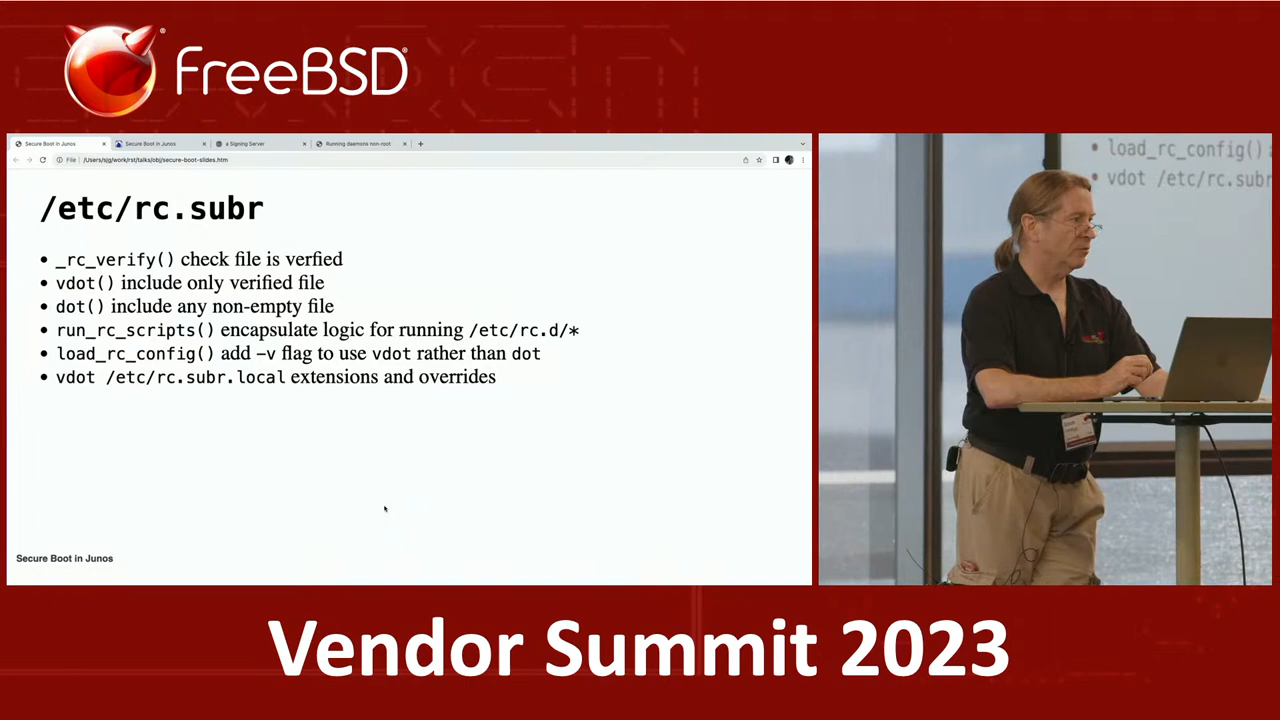 FreeBSD®
Secure Boot in Junos
Secure Boot in Junos
a Signing Server
Running daemons non-root
File
/Users/sjg/work/rst/talks/obj/secure-boot-slides.htm
/etc/rc.subr
• _rc_verify() check file is verfied
• vdot() include only verified file
• dot() include any non-empty file
• run_rc_scripts() encapsulate logic for running /etc/rc.d/*
• load_rc_config() add -v flag to use vdot rather than dot
• vdot /etc/rc.subr.local extensions and overrides
Secure Boot in Junos
• load_rc_config()
• vdot /etc/rc.subr
Vendor Summit 2023